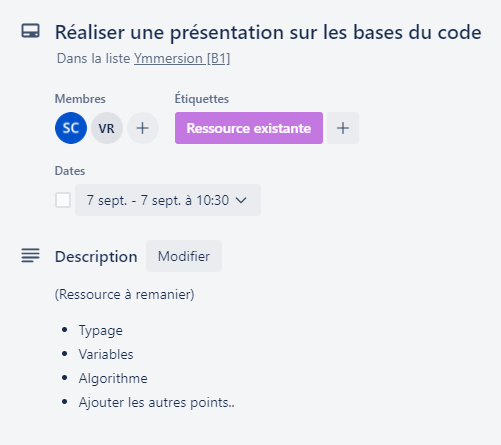 Réaliser une présentation sur les bases du code
Dans la liste Ymmersion [B1]
Membres
Étiquettes
SC VR +
Ressource existante +
Dates
7 sept. - 7 sept. à 10:30
Description Modifier
(Ressource à remanier)
• Typage
• Variables
• Algorithme
• Ajouter les autres points..